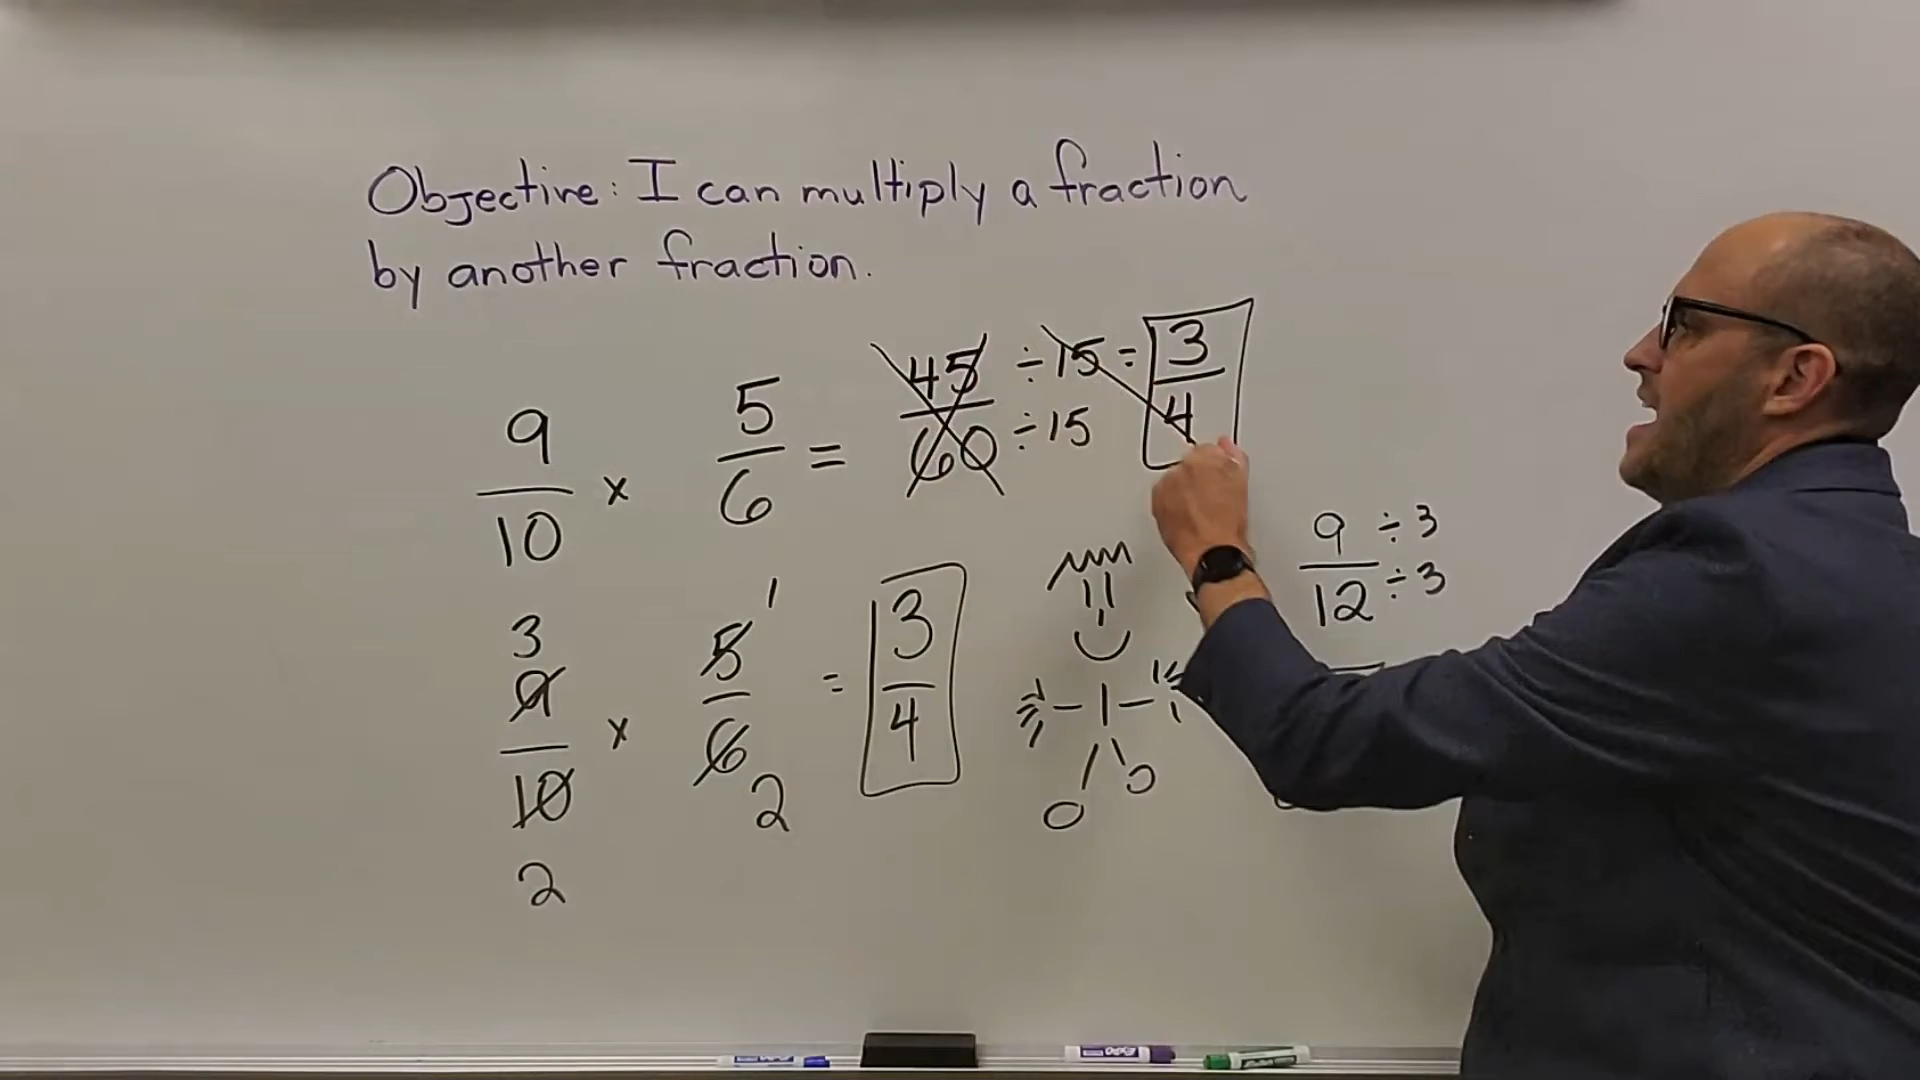 Objective: I can multiply a fraction
by another fraction.
9/10 × 5/6 = 45/60 ÷15/÷15 = 3/4
9/12 ÷3/÷3
3 1
9/10 × 5/6 = 3/4
2 2